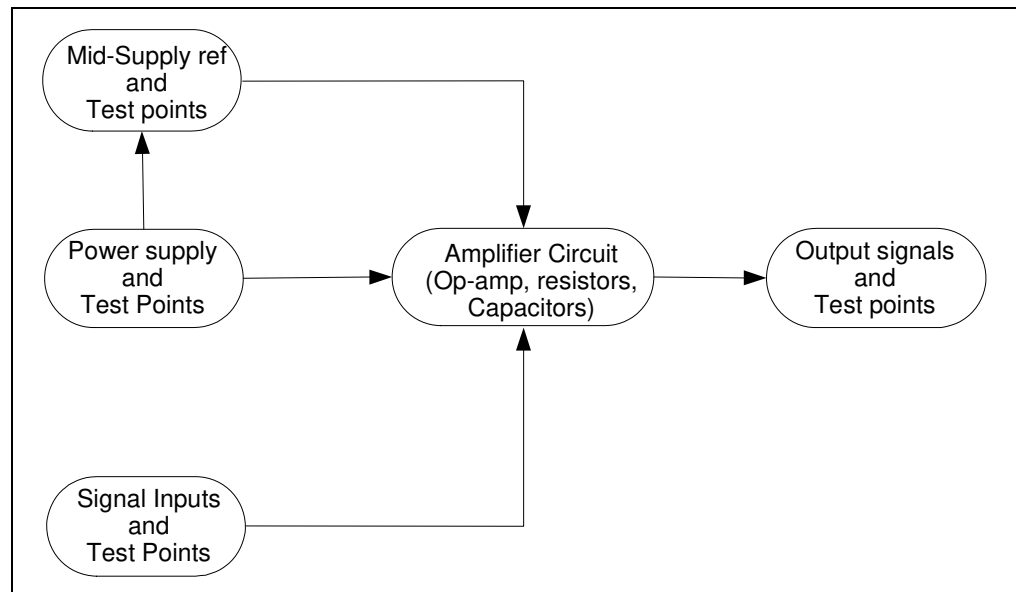 Mid-Supply ref
and
Test points
Power supply
and
Test Points
Amplifier Circuit
(Op-amp, resistors,
Capacitors)
Output signals
and
Test points
Signal Inputs
and
Test Points